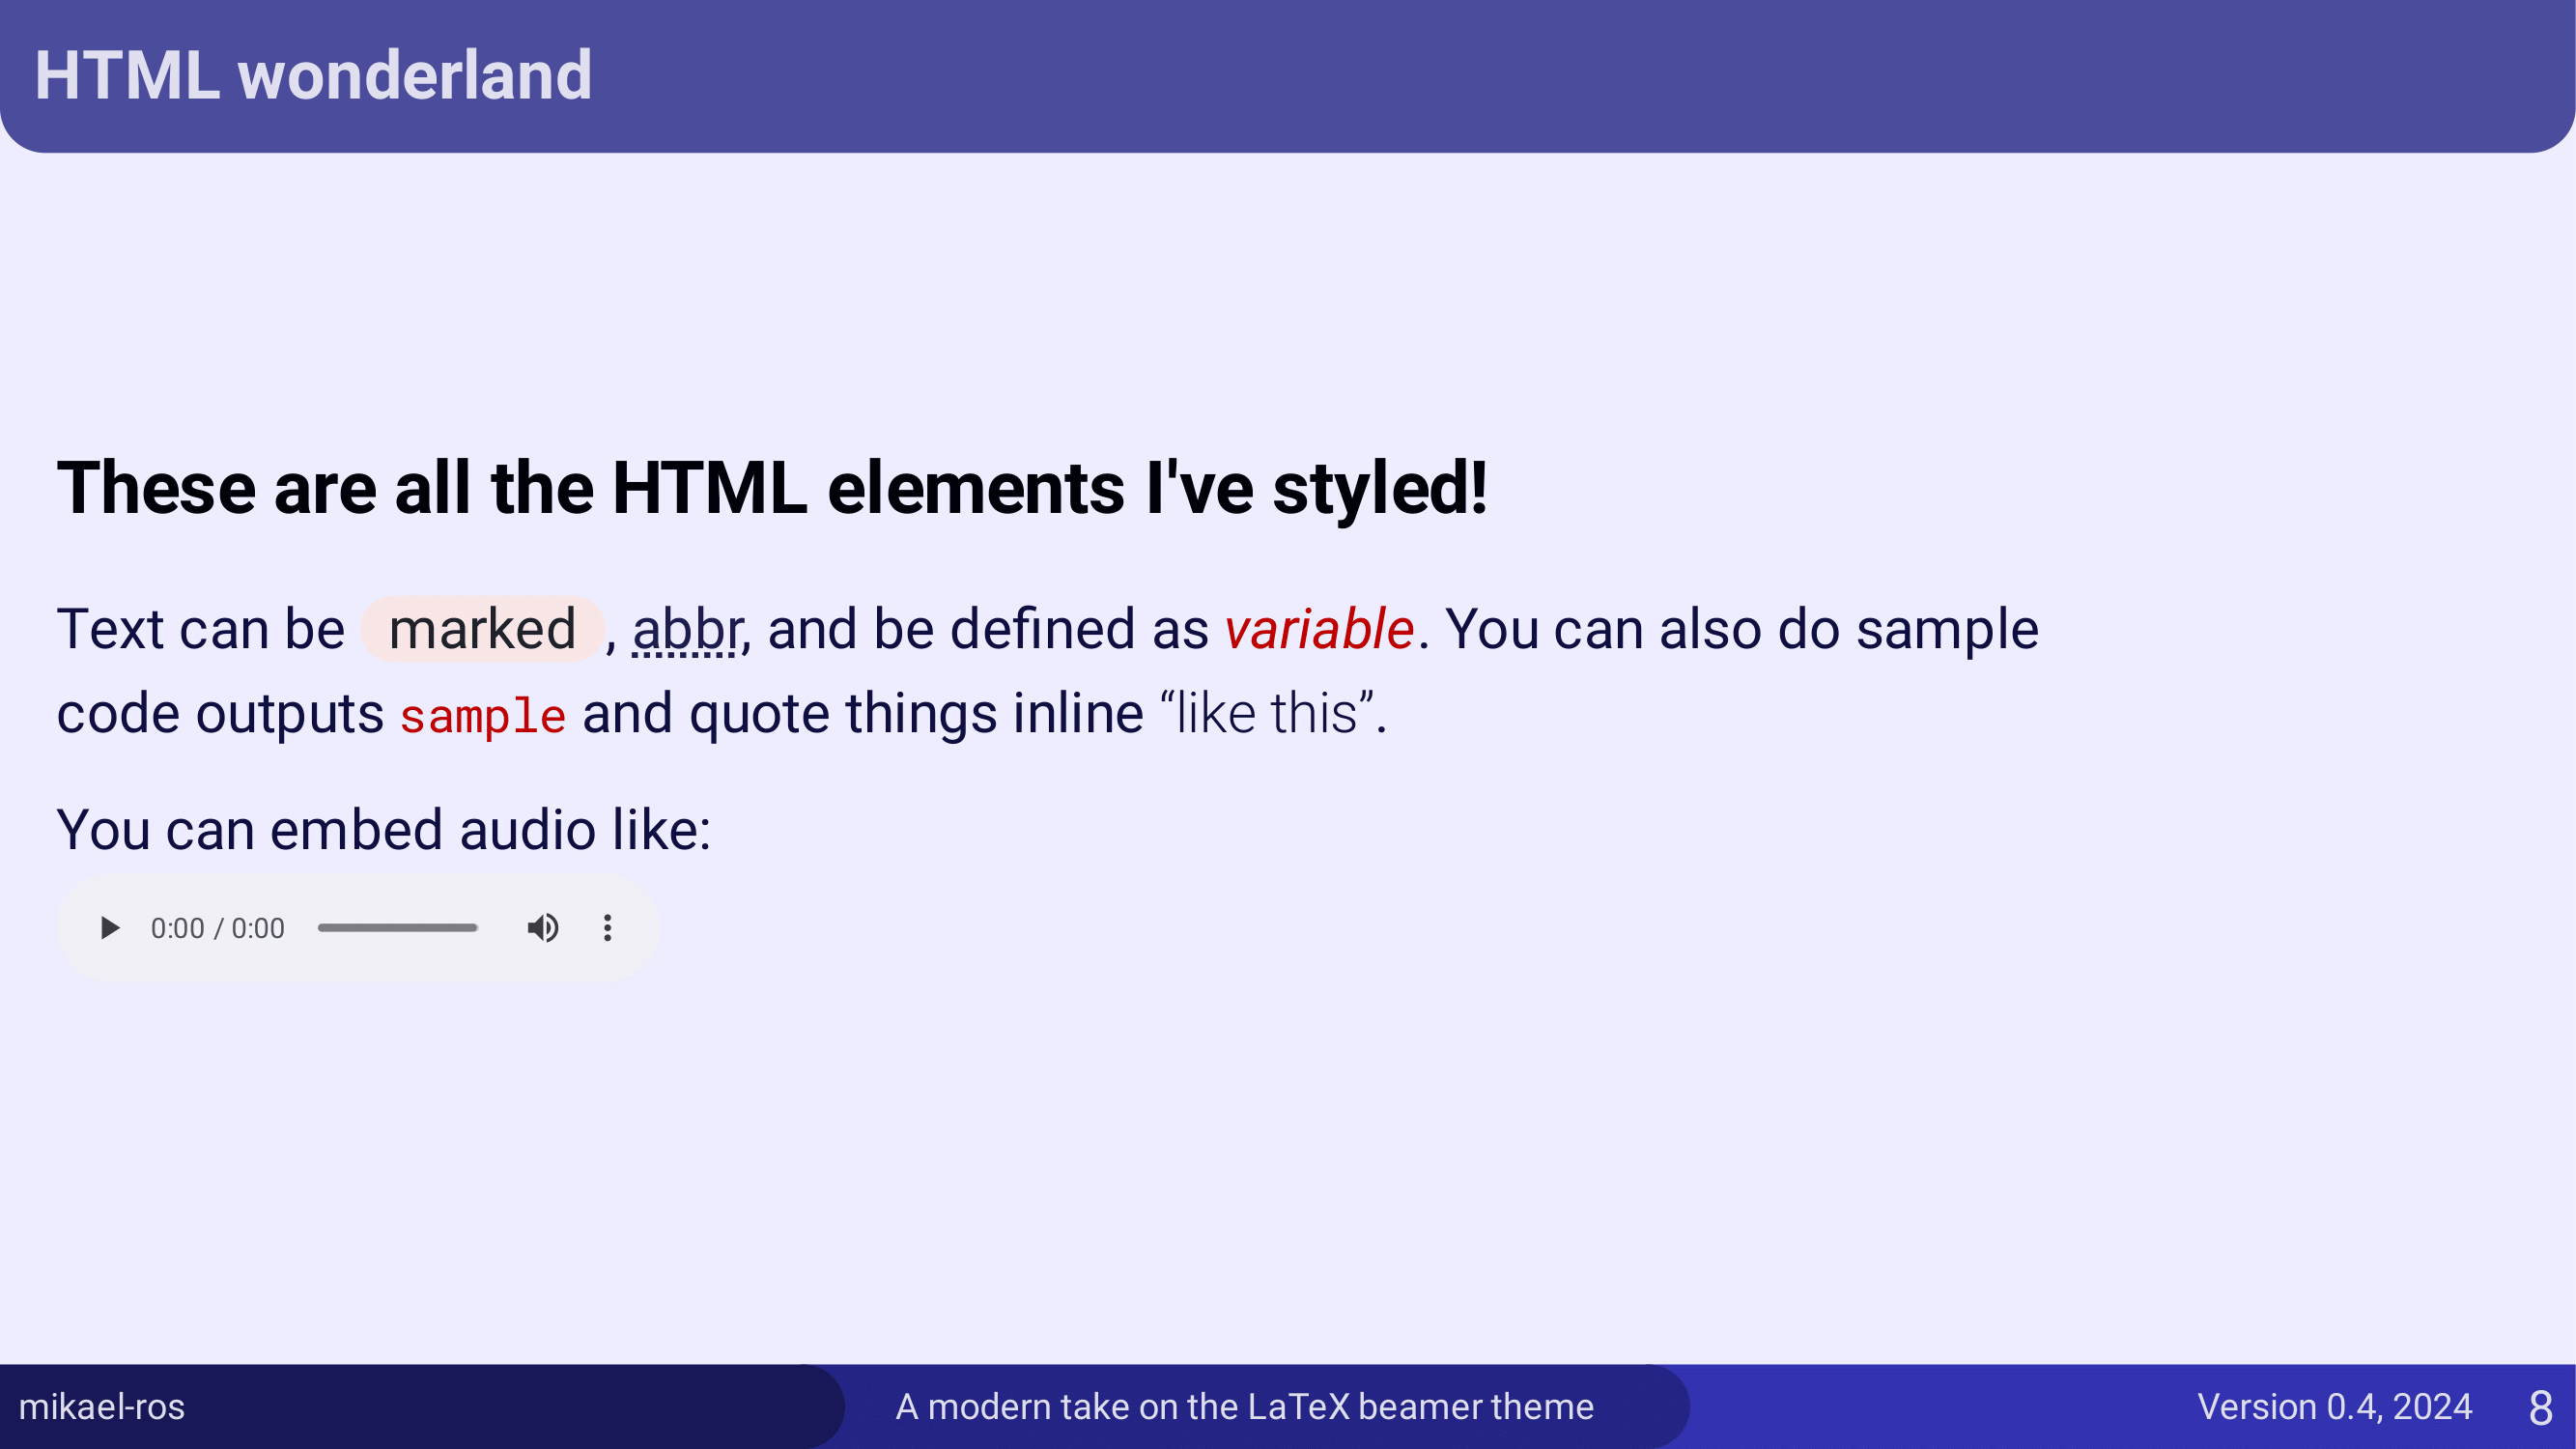 HTML wonderland
These are all the HTML elements I've styled!
Text can be marked , abbr, and be defined as variable. You can also do sample
code outputs sample and quote things inline “like this”.
You can embed audio like:
0:00 / 0:00
mikael-ros
A modern take on the LaTeX beamer theme
Version 0.4, 2024
8